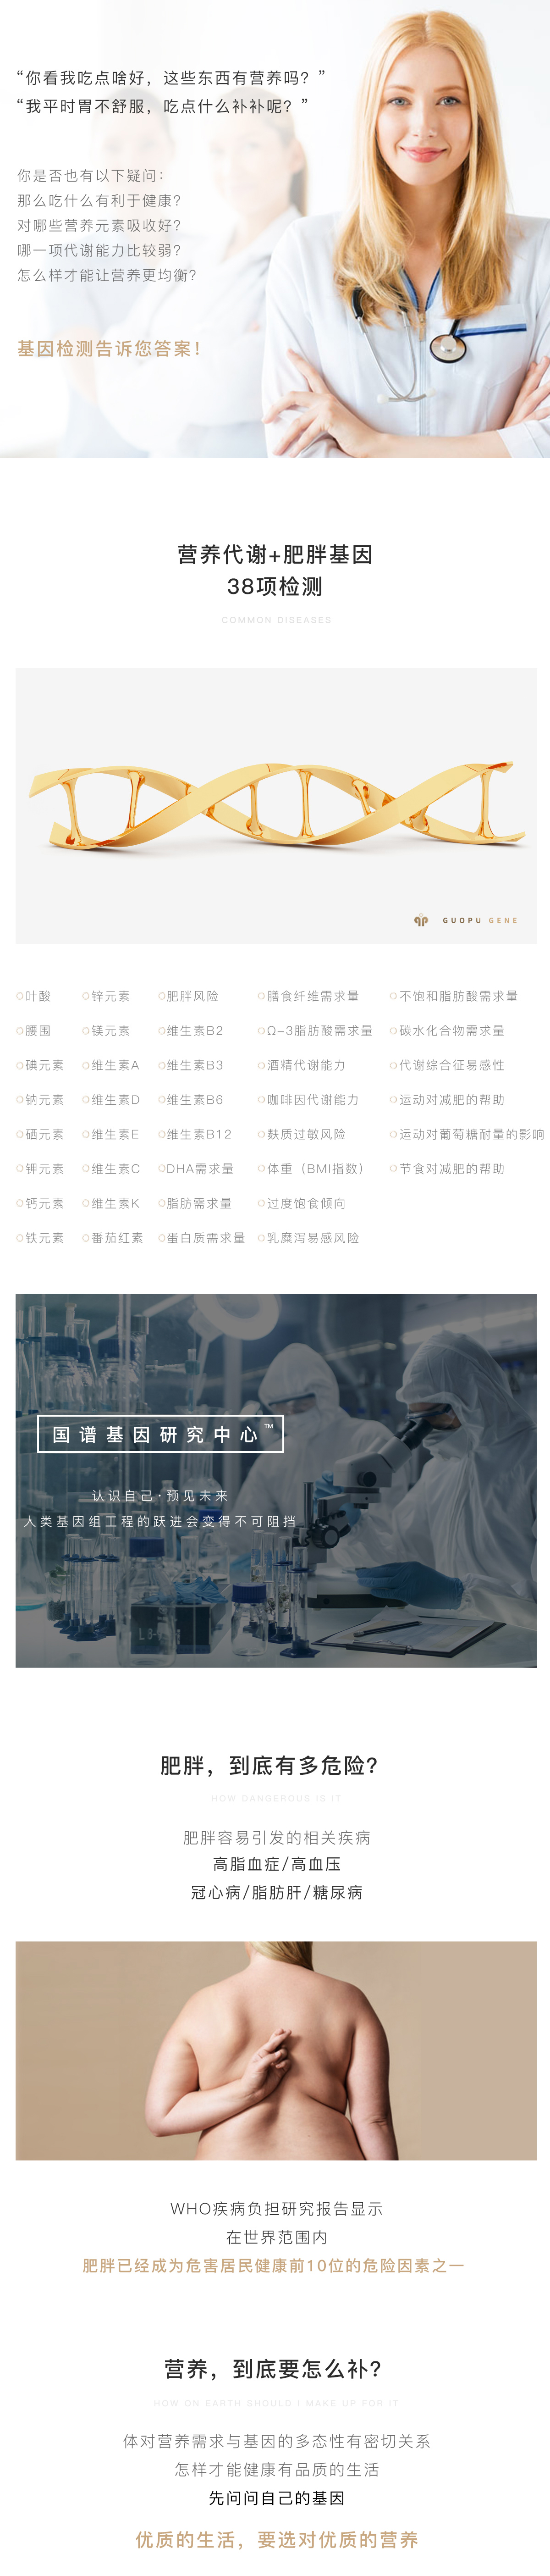 “你看我吃点啥好，这些东西有营养吗？”
“我平时胃不舒服，吃点什么补补呢？”
你是否也有以下疑问：
那么吃什么有利于健康？
对哪些营养元素吸收好？
哪一项代谢能力比较弱？
怎么样才能让营养更均衡？
基因检测告诉您答案！
营养代谢+肥胖基因
38项检测
COMMON DISEASES
GUOPU GENE
叶酸 锌元素 肥胖风险 膳食纤维需求量 不饱和脂肪酸需求量
腰围 镁元素 维生素B2 Ω-3脂肪酸需求量 碳水化合物需求量
碘元素 维生素A 维生素B3 酒精代谢能力 代谢综合征易感性
钠元素 维生素D 维生素B6 咖啡因代谢能力 运动对减肥的帮助
硒元素 维生素E 维生素B12 麸质过敏风险 运动对葡萄糖耐量的影响
钾元素 维生素C DHA需求量 体重（BMI指数） 节食对减肥的帮助
钙元素 维生素K 脂肪需求量 过度饱食倾向
铁元素 番茄红素 蛋白质需求量 乳糜泻易感风险
国谱基因研究中心™
认识自己·预见未来
人类基因组工程的跃进会变得不可阻挡
肥胖，到底有多危险？
HOW DANGEROUS IS IT
肥胖容易引发的相关疾病
高脂血症/高血压
冠心病/脂肪肝/糖尿病
WHO疾病负担研究报告显示
在世界范围内
肥胖已经成为危害居民健康前10位的危险因素之一
营养，到底要怎么补？
HOW ON EARTH SHOULD I MAKE UP FOR IT
体对营养需求与基因的多态性有密切关系
怎样才能健康有品质的生活
先问问自己的基因
优质的生活，要选对优质的营养